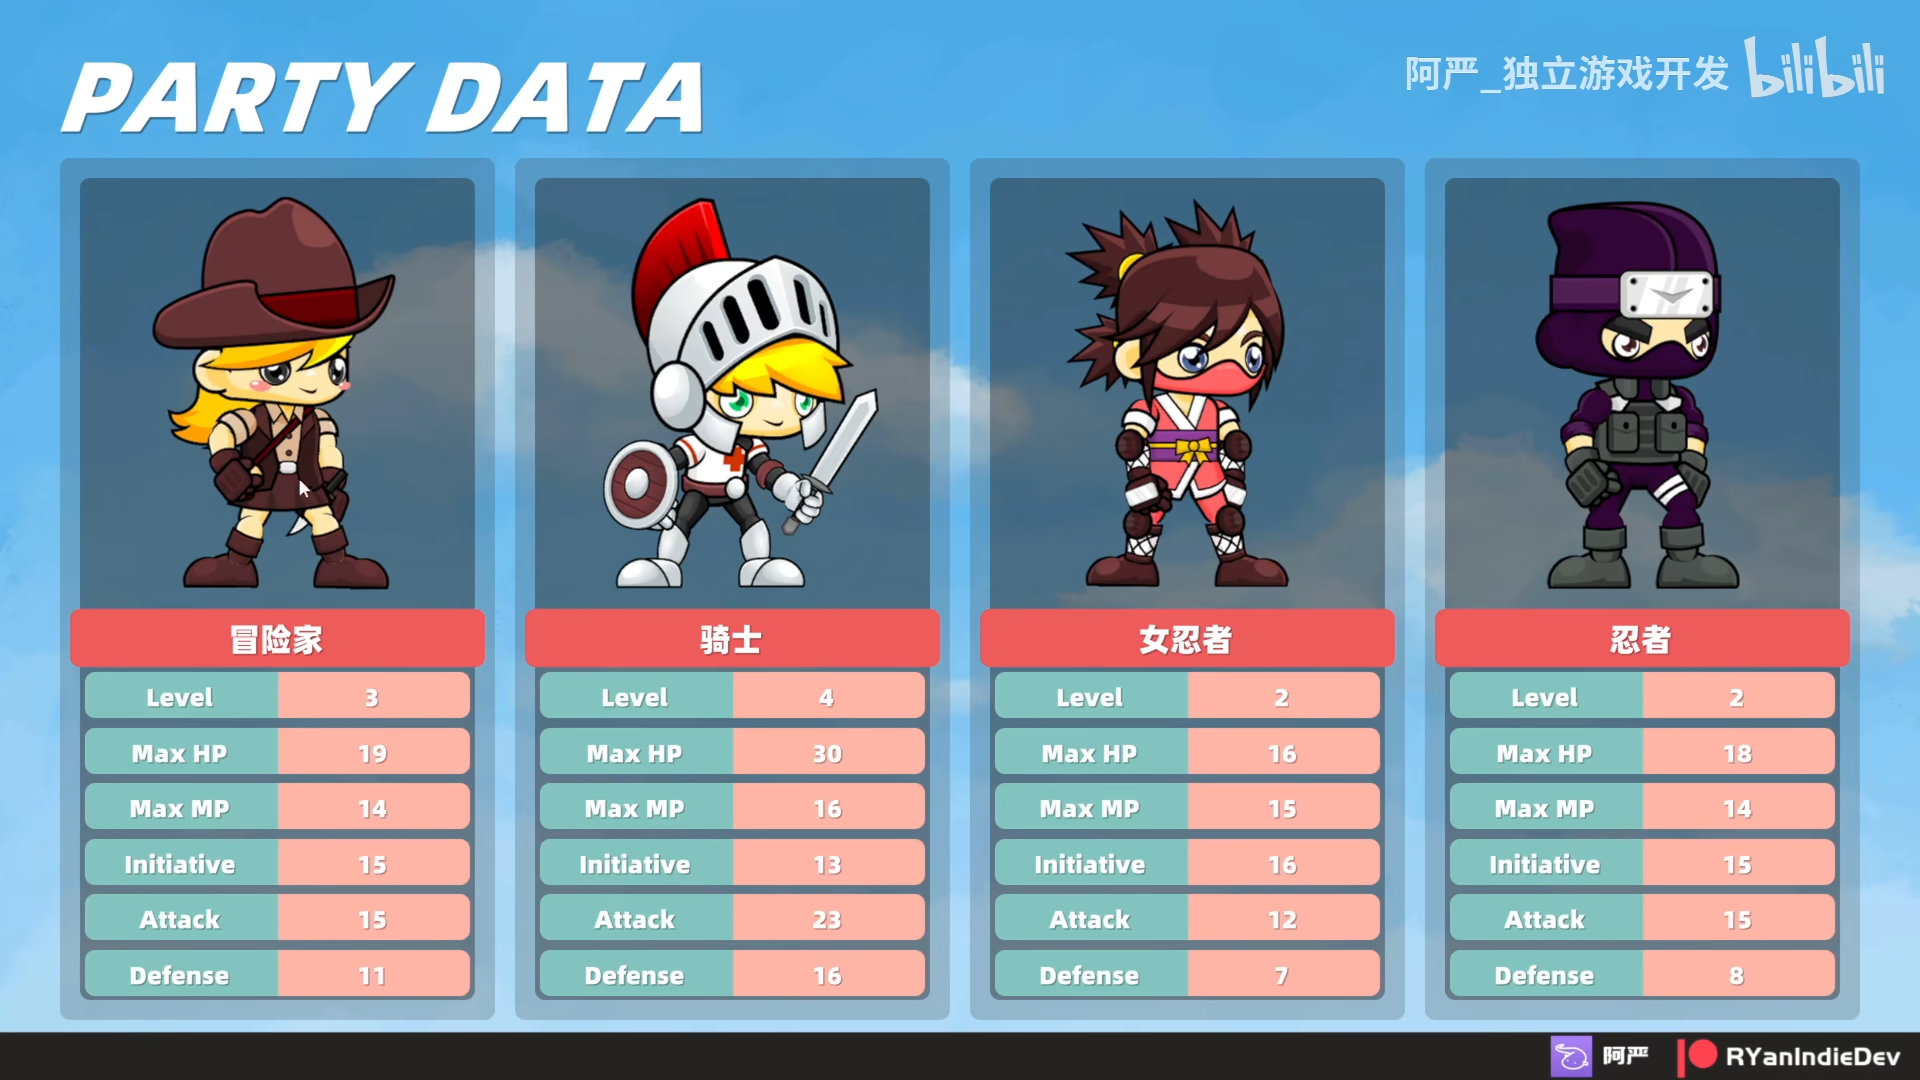 PARTY DATA
阿严_独立游戏开发 bilibili
冒险家
Level 3
Max HP 19
Max MP 14
Initiative 15
Attack 15
Defense 11
骑士
Level 4
Max HP 30
Max MP 16
Initiative 13
Attack 23
Defense 16
女忍者
Level 2
Max HP 16
Max MP 15
Initiative 16
Attack 12
Defense 7
忍者
Level 2
Max HP 18
Max MP 14
Initiative 15
Attack 15
Defense 8
阿严 RYanIndieDev